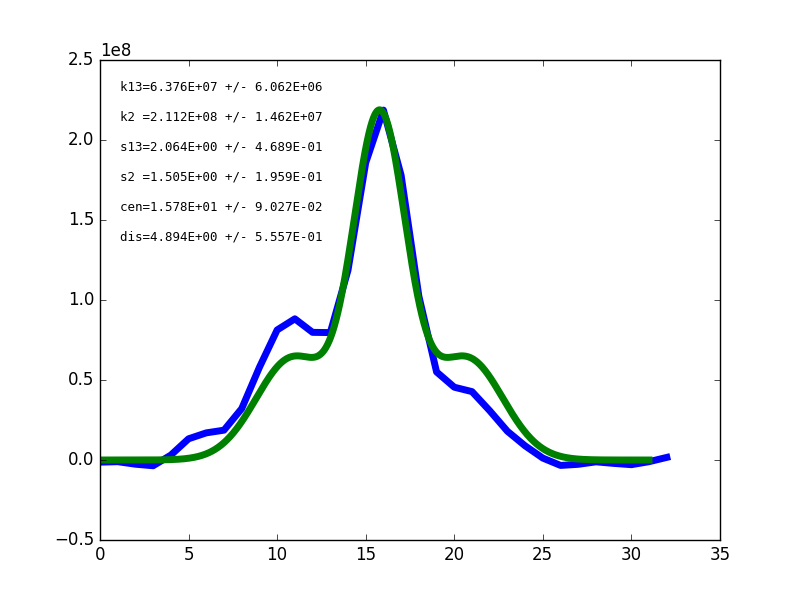 1e8
2.5
k13=6.376E+07 +/- 6.062E+06
k2 =2.112E+08 +/- 1.462E+07
2.0
s13=2.064E+00 +/- 4.689E-01
s2 =1.505E+00 +/- 1.959E-01
1.5
cen=1.578E+01 +/- 9.027E-02
dis=4.894E+00 +/- 5.557E-01
1.0
0.5
0.0
−0.5
0 5 10 15 20 25 30 35